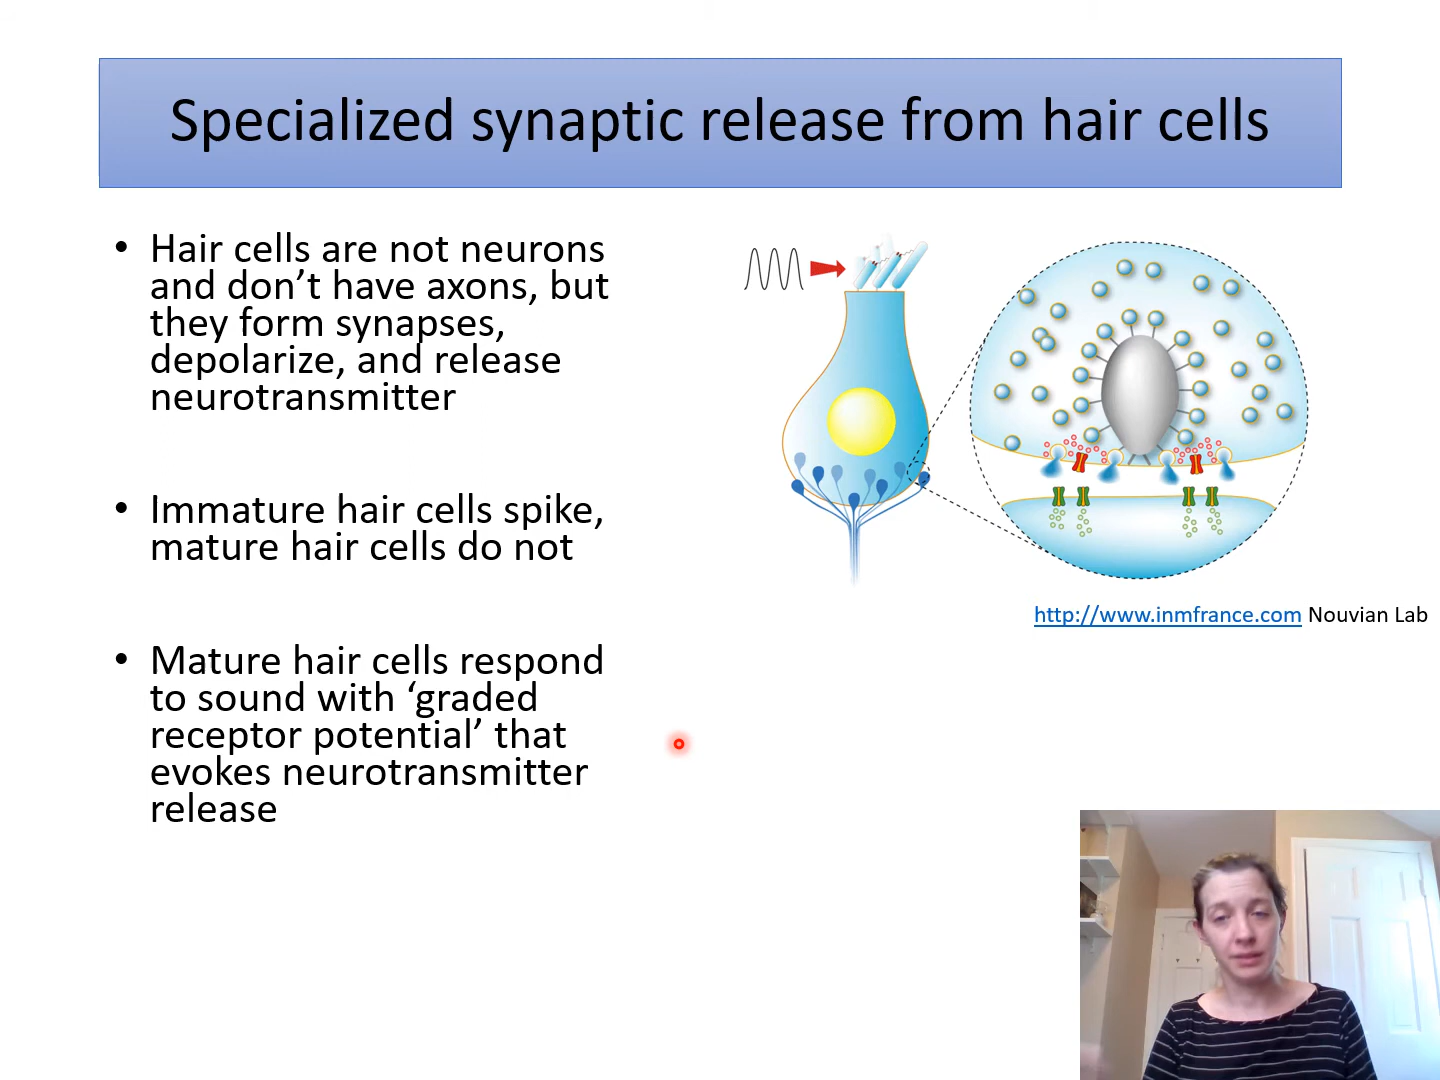 Specialized synaptic release from hair cells
• Hair cells are not neurons
and don’t have axons, but
they form synapses,
depolarize, and release
neurotransmitter
• Immature hair cells spike,
mature hair cells do not
• Mature hair cells respond
to sound with ‘graded
receptor potential’ that
evokes neurotransmitter
release
http://www.inmfrance.com Nouvian Lab